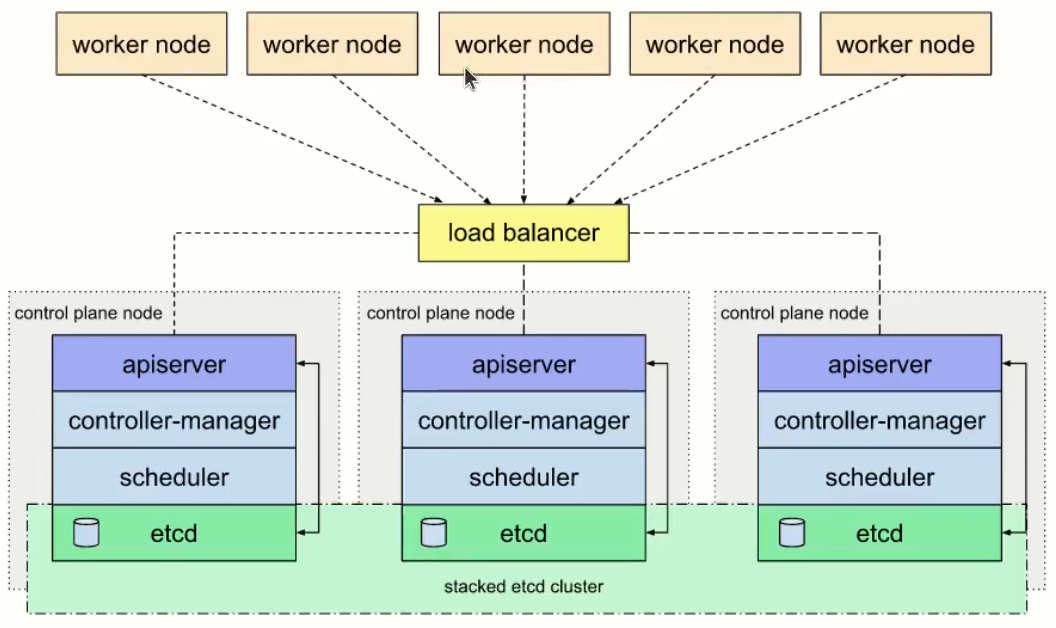 worker node
worker node
worker node
worker node
worker node
load balancer
control plane node
control plane node
control plane node
apiserver
controller-manager
scheduler
etcd
apiserver
controller-manager
scheduler
etcd
apiserver
controller-manager
scheduler
etcd
stacked etcd cluster